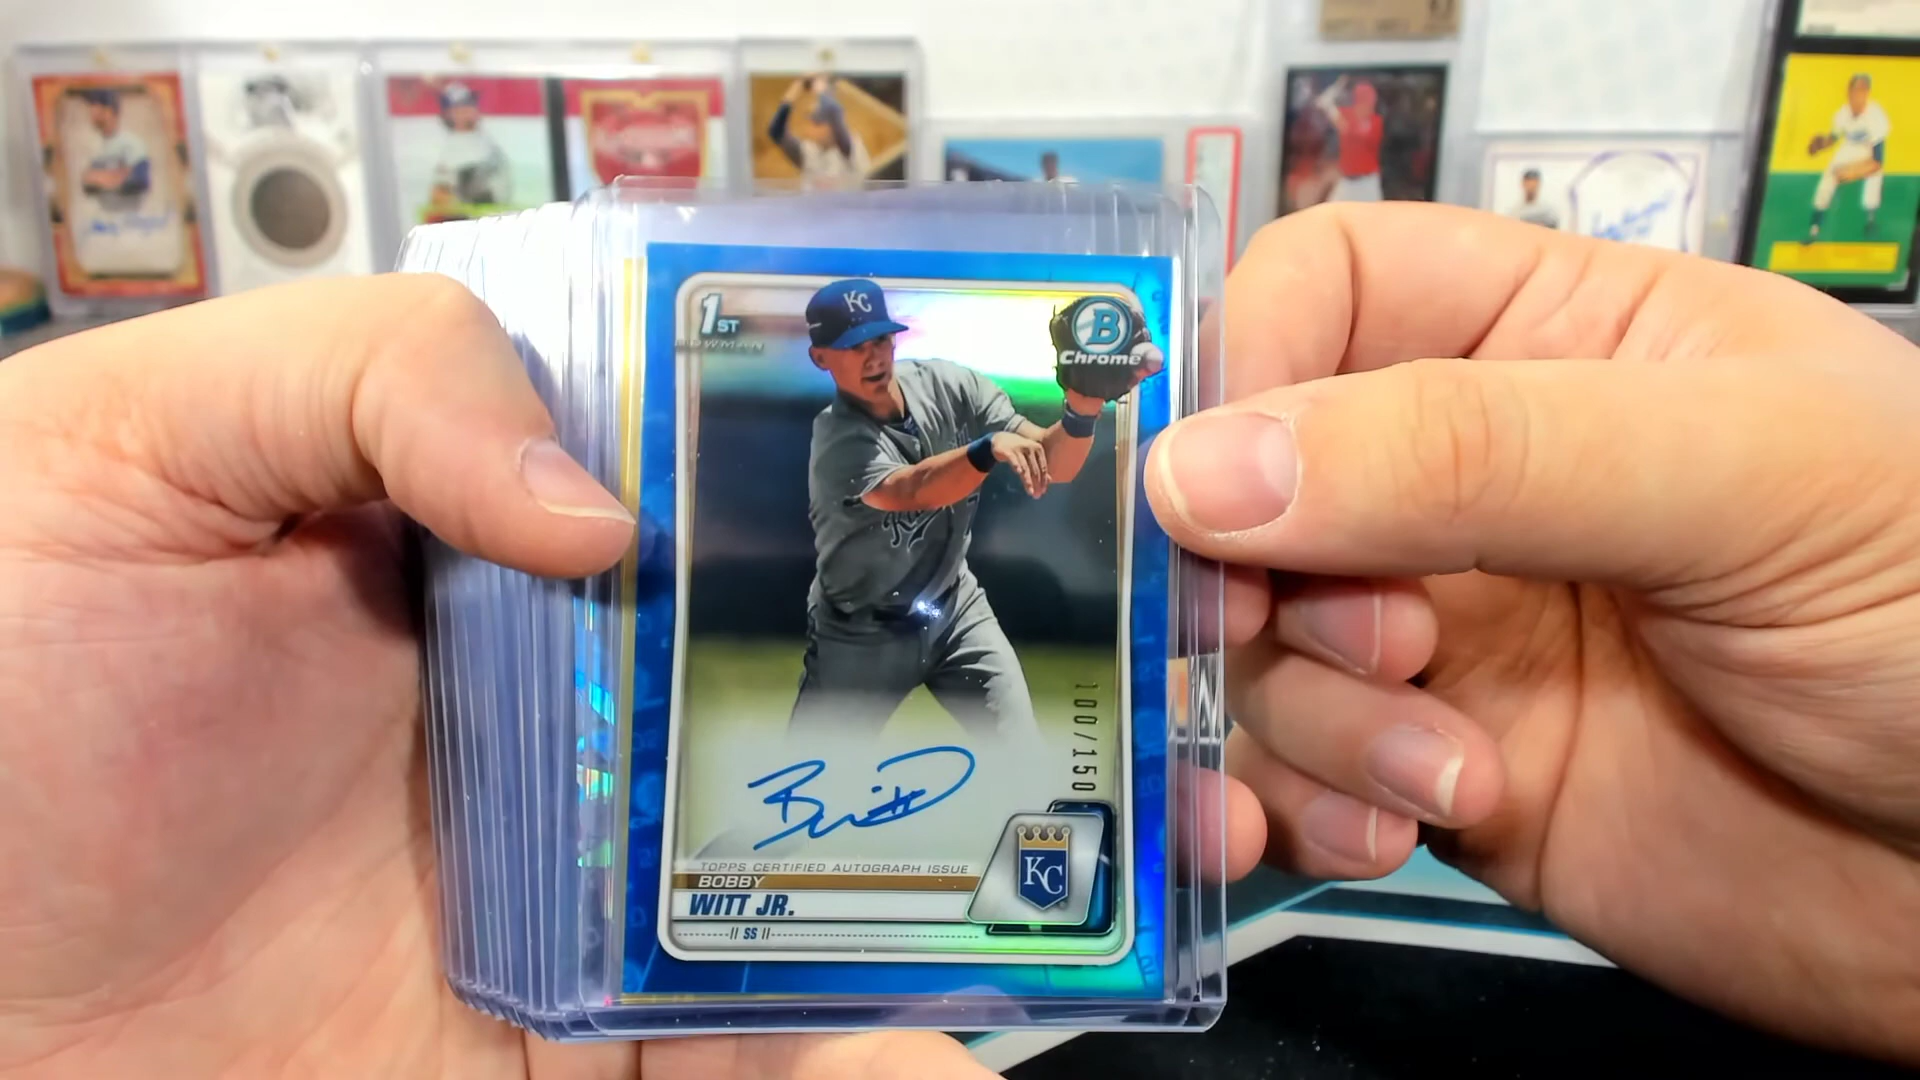 KC
1ST
BOWMAN
B
Chrome
100/150
TOPPS CERTIFIED AUTOGRAPH ISSUE
BOBBY
WITT JR.
SS
KC